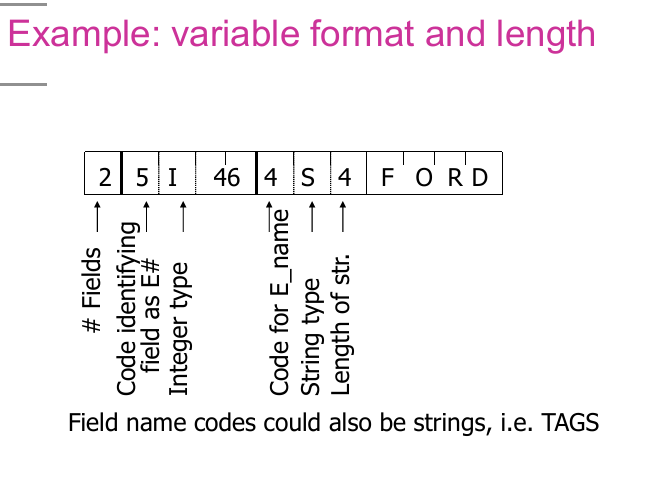 Example: variable format and length
2 5 I 46 4 S 4 F O R D
# Fields
Code identifying
field as E#
Integer type
Code for E_name
String type
Length of str.
Field name codes could also be strings, i.e. TAGS